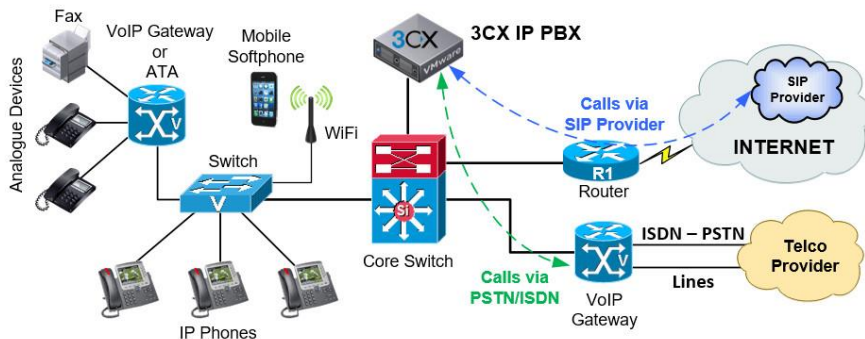 Fax
VoIP Gateway
or
ATA
Analogue Devices
V
Mobile
Softphone
WiFi
Switch
V
IP Phones
3CX
VMware
3CX IP PBX
Si
Core Switch
Calls via
SIP Provider
R1
Router
SIP
Provider
INTERNET
Calls via
PSTN/ISDN
V
VoIP
Gateway
ISDN – PSTN
Lines
Telco
Provider